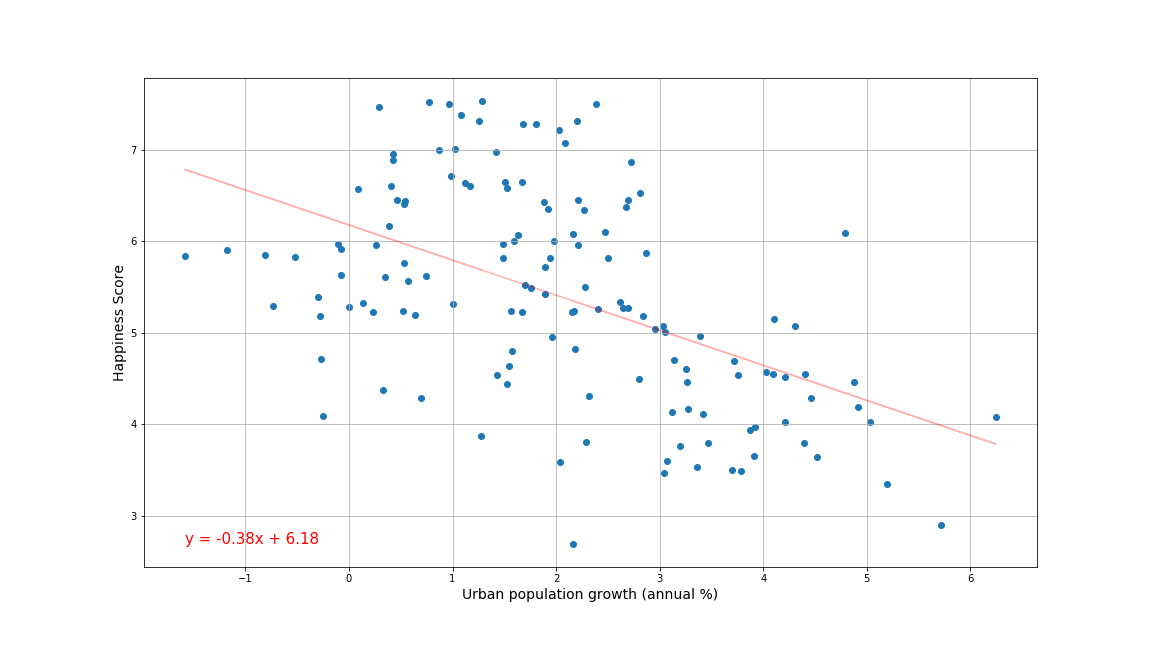 7
6
5
4
3
Happiness Score
y = -0.38x + 6.18
−1 0 1 2 3 4 5 6
Urban population growth (annual %)